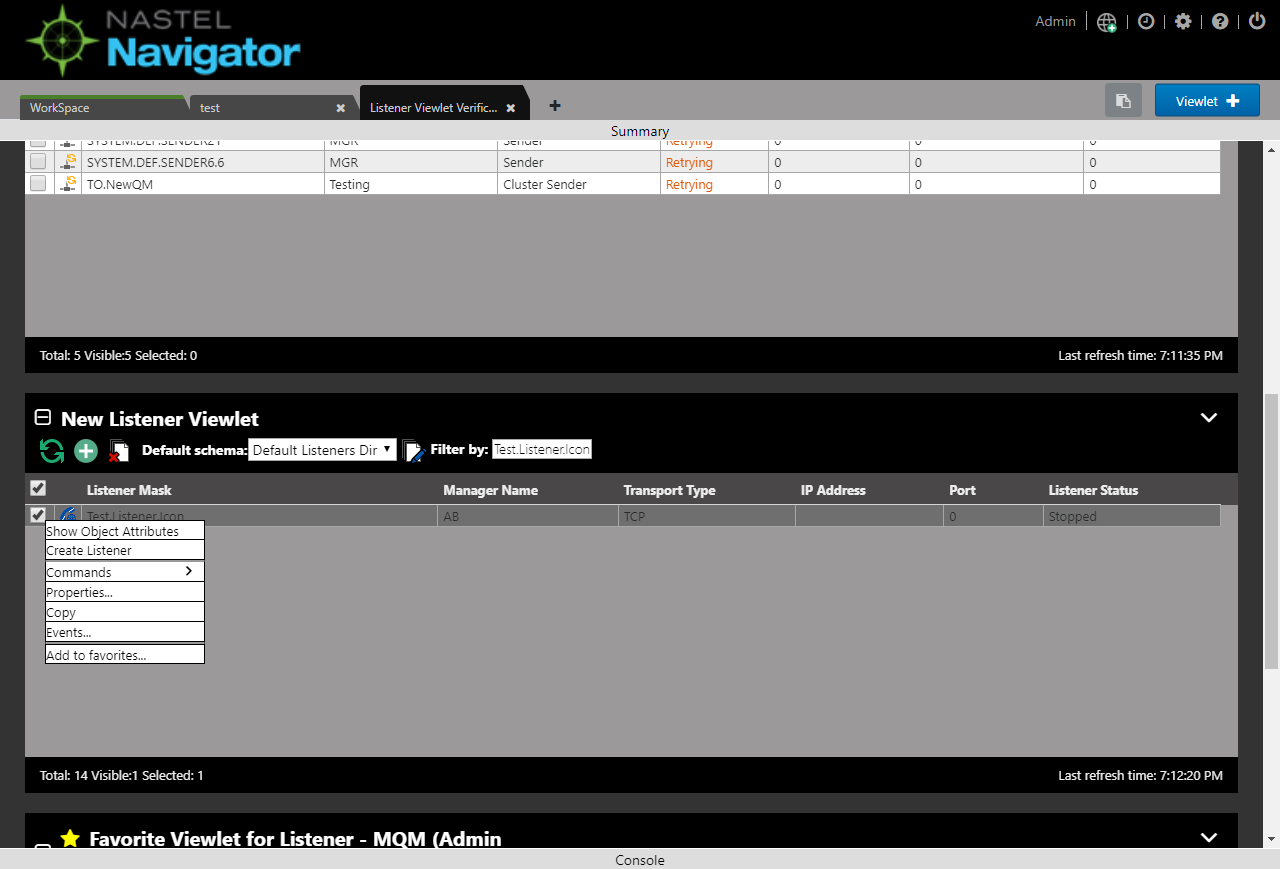 NASTEL
Navigator
Admin
WorkSpace
test
Listener Viewlet Verific...
Viewlet
Summary
SYSTEM.DEF.SENDER21 MGR Sender Retrying 0 0 0
SYSTEM.DEF.SENDER6.6 MGR Sender Retrying 0 0 0
TO.NewQM Testing Cluster Sender Retrying 0 0 0
Total: 5 Visible:5 Selected: 0 Last refresh time: 7:11:35 PM
New Listener Viewlet
Default schema: Default Listeners Dir Filter by: Test.Listener.Icon
Listener Mask Manager Name Transport Type IP Address Port Listener Status
Test.Listener.Icon AB TCP 0 Stopped
Show Object Attributes
Create Listener
Commands
Properties...
Copy
Events...
Add to favorites...
Total: 14 Visible:1 Selected: 1 Last refresh time: 7:12:20 PM
Favorite Viewlet for Listener - MQM (Admin
Console